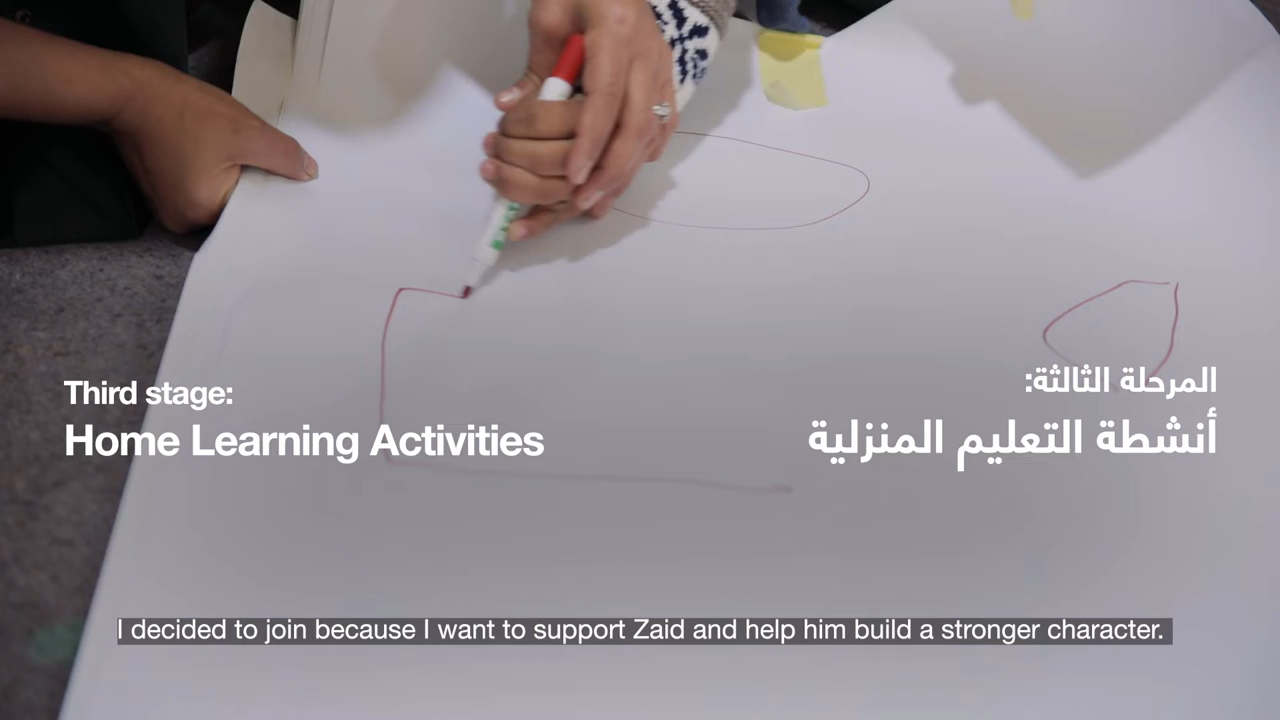 Third stage:
Home Learning Activities
المرحلة الثالثة:
أنشطة التعليم المنزلية
I decided to join because I want to support Zaid and help him build a stronger character.